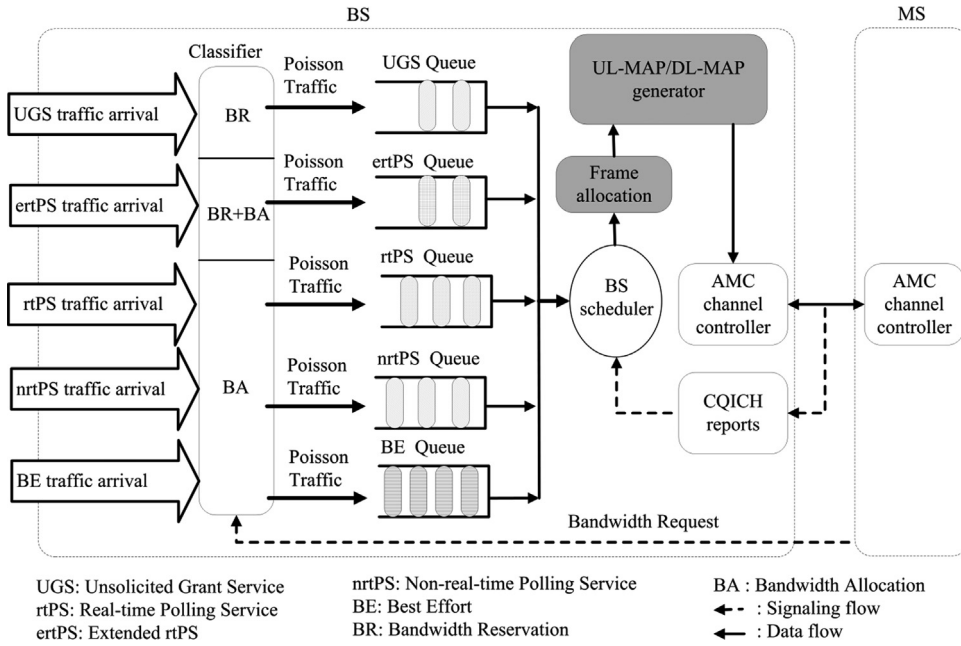 BS
MS
Classifier
UGS traffic arrival
BR
Poisson
Traffic
UGS Queue
UL-MAP/DL-MAP
generator
ertPS traffic arrival
BR+BA
Poisson
Traffic
ertPS Queue
Frame
allocation
rtPS traffic arrival
Poisson
Traffic
rtPS Queue
BS
scheduler
AMC
channel
controller
AMC
channel
controller
nrtPS traffic arrival
BA
Poisson
Traffic
nrtPS Queue
CQICH
reports
BE traffic arrival
Poisson
Traffic
BE Queue
Bandwidth Request
UGS: Unsolicited Grant Service
rtPS: Real-time Polling Service
ertPS: Extended rtPS
nrtPS: Non-real-time Polling Service
BE: Best Effort
BR: Bandwidth Reservation
BA : Bandwidth Allocation
: Signaling flow
: Data flow